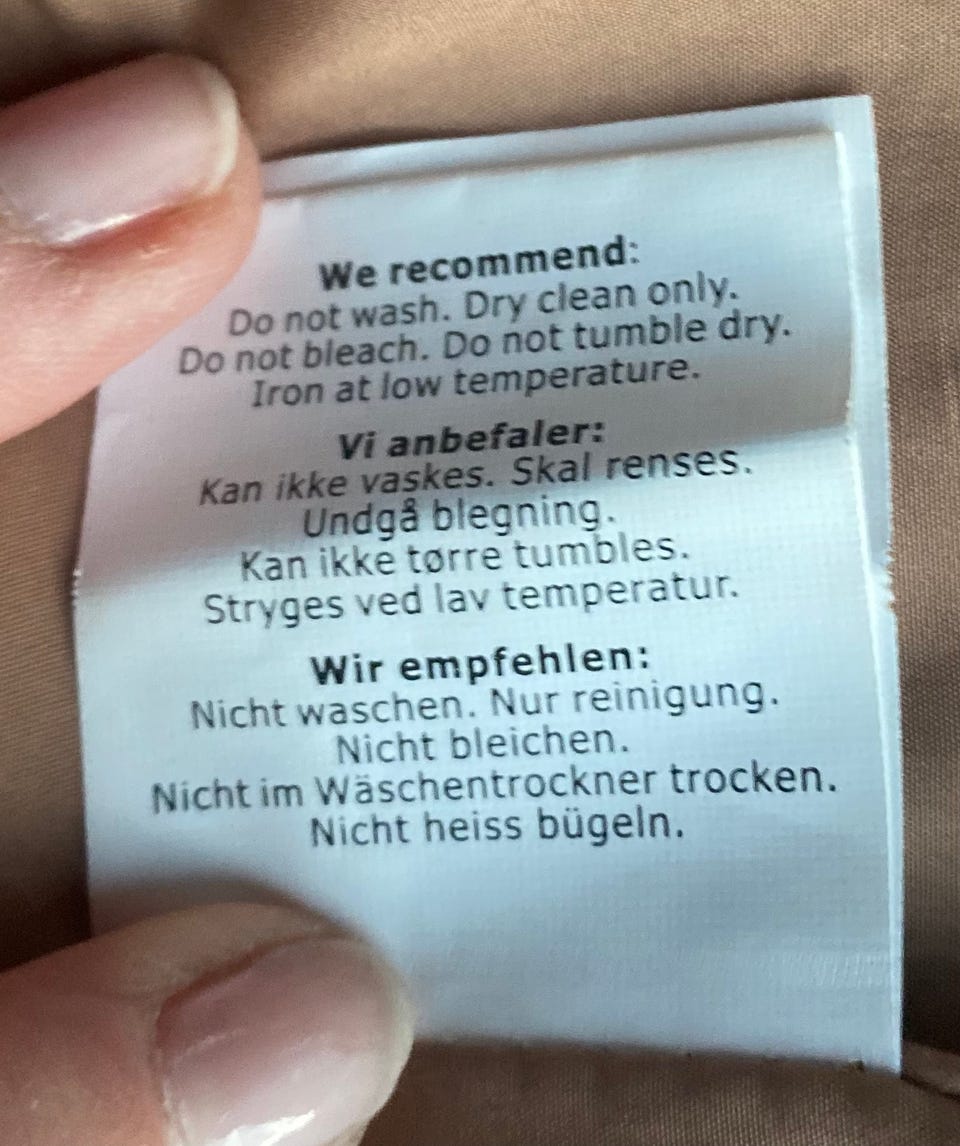 We recommend:
Do not wash. Dry clean only.
Do not bleach. Do not tumble dry.
Iron at low temperature.
Vi anbefaler:
Kan ikke vaskes. Skal renses.
Undgå blegning.
Kan ikke tørre tumbles.
Stryges ved lav temperatur.
Wir empfehlen:
Nicht waschen. Nur reinigung.
Nicht bleichen.
Nicht im Wäschentrockner trocken.
Nicht heiss bügeln.